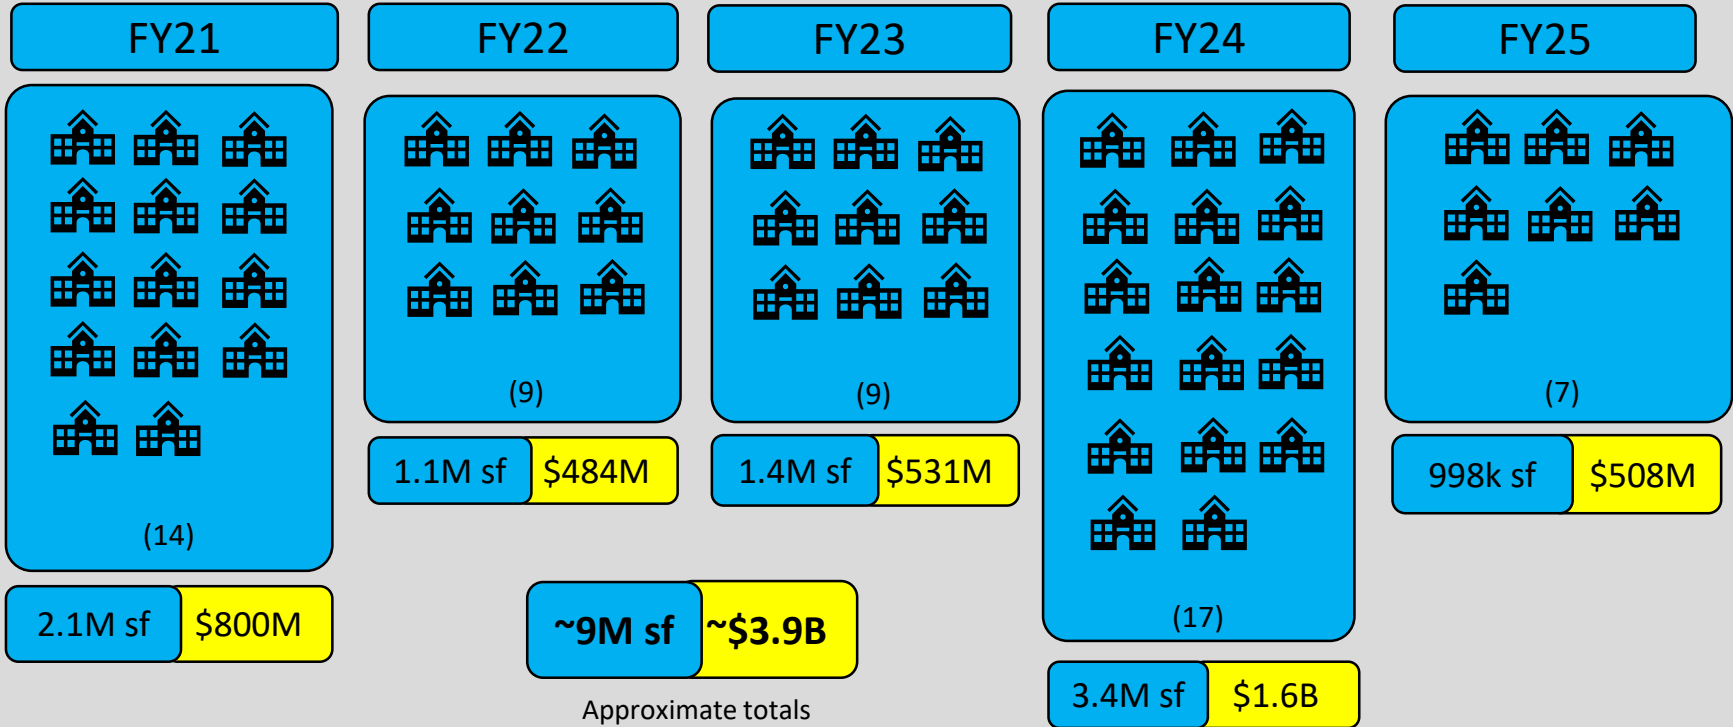 FY21
FY22
FY23
FY24
FY25
(14)
(9)
(9)
(17)
(7)
2.1M sf
$800M
1.1M sf
$484M
1.4M sf
$531M
3.4M sf
$1.6B
998k sf
$508M
~9M sf
~$3.9B
Approximate totals